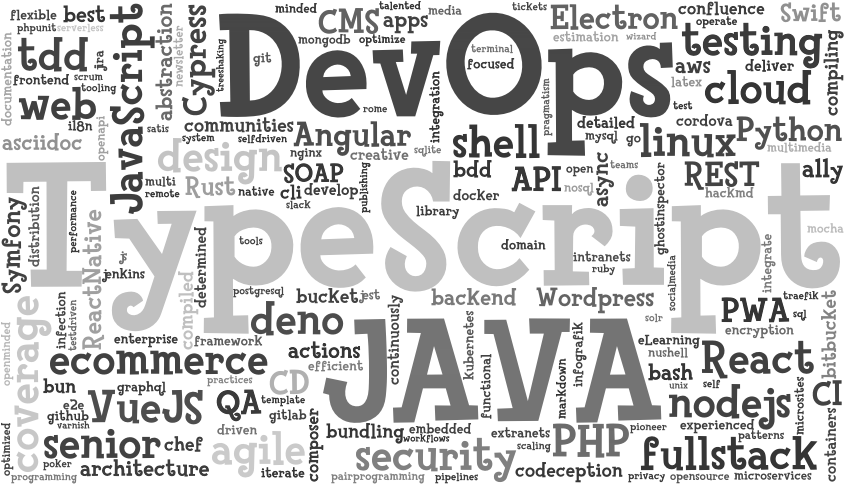 flexible
best
phpunit
serverless
tdd
jra
frontend
scrum
tooling
web
il8n
asciidoc
documentation
openapi
JavaScript
satis
abstraction
newsletter
Cypress
treeshaking
git
minded
CMS
talented
apps
media
mongodb
optimize
DevOps
terminal
focused
rome
integration
tickets
Electron
estimation
wizard
pragmatism
confluence
operate
Swift
testing
aws
deliver
latex
cloud
compiling
test
communities
system
selfdriven
Angular
nginx
creative
sqlite
shell
detailed
mysql
go
cordova
linux
Python
multimedia
design
multi
remote
Rust
native
SOAP
cli
develop
slack
publishing
bdd
docker
API
open
nosql
async
teams
REST
hacKmd
ally
library
TypeScript
Symfony
distribution
performance
ReactNative
jenkins
determined
tools
domain
intranets
ruby
ghostinspector
integrate
mocha
compiled
postgresql
bucket
jest
backend
Wordpress
solr
socialmedia
PWA
traefik
sql
encryption
bitbucket
openminded
coverage
infection
testdriven
enterprise
framework
deno
continuously
JAVA
kubernetes
functional
infografik
markdown
eLearning
nushell
React
ecommerce
actions
efficient
practices
bash
unix
self
nodejs
microsites
CI
containers
bun
graphql
e2e
github
varnish
VueJS
QA
CD
template
gitlab
composer
driven
bundling
embedded
workflows
extranets
scaling
PHP
pioneer
experienced
patterns
optimized
senior
chef
agile
security
fullstack
poker
programming
architecture
iterate
pairprogramming
pipelines
codeception
privacy
opensource
microservices